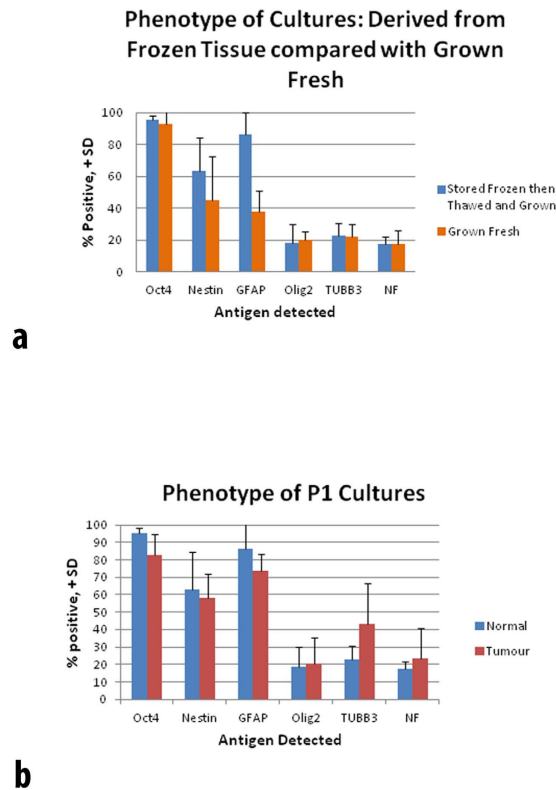 Phenotype of Cultures: Derived from
Frozen Tissue compared with Grown
Fresh
% Positive, + SD
100
80
60
40
20
0
Oct4 Nestin GFAP Olig2 TUBB3 NF
Antigen detected
Stored Frozen then
Thawed and Grown
Grown Fresh
a
Phenotype of P1 Cultures
% positive, + SD
100
90
80
70
60
50
40
30
20
10
0
Oct4 Nestin GFAP Olig2 TUBB3 NF
Antigen Detected
Normal
Tumour
b